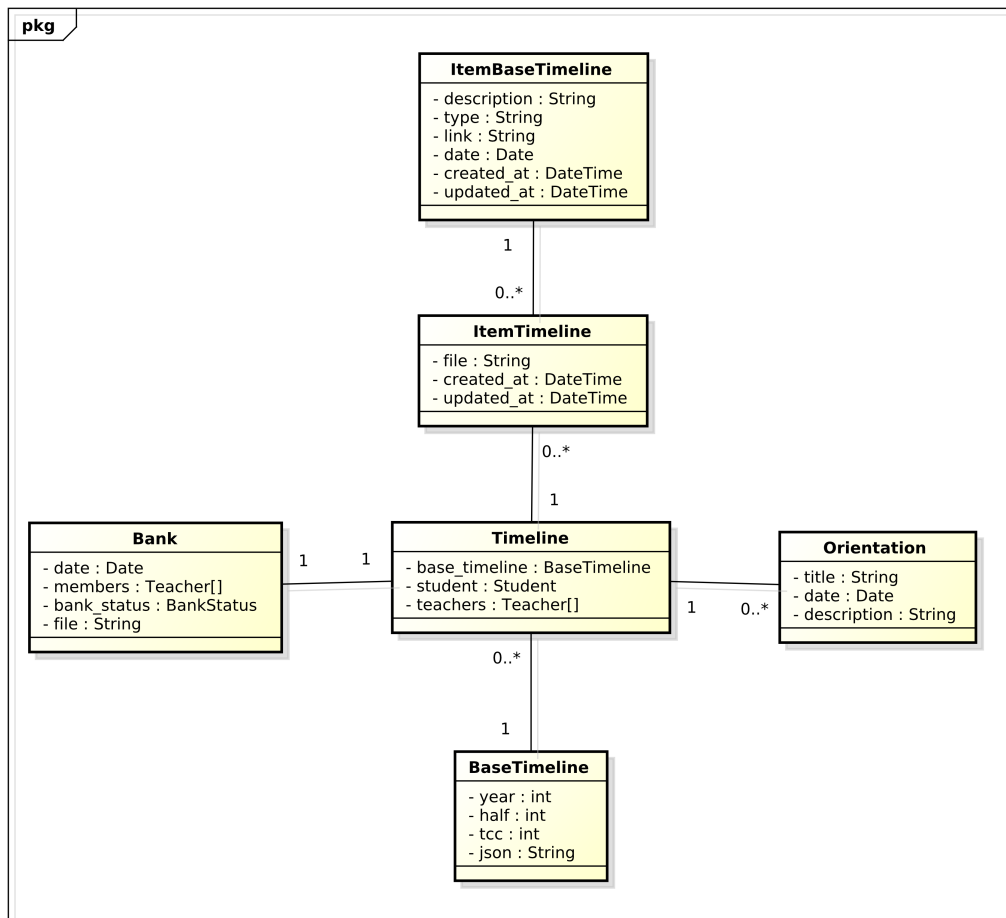 pkg
ItemBaseTimeline
- description : String
- type : String
- link : String
- date : Date
- created_at : DateTime
- updated_at : DateTime
1
0..*
ItemTimeline
- file : String
- created_at : DateTime
- updated_at : DateTime
0..*
1
Bank
- date : Date
- members : Teacher[]
- bank_status : BankStatus
- file : String
1
1
Timeline
- base_timeline : BaseTimeline
- student : Student
- teachers : Teacher[]
1
0..*
Orientation
- title : String
- date : Date
- description : String
0..*
1
BaseTimeline
- year : int
- half : int
- tcc : int
- json : String